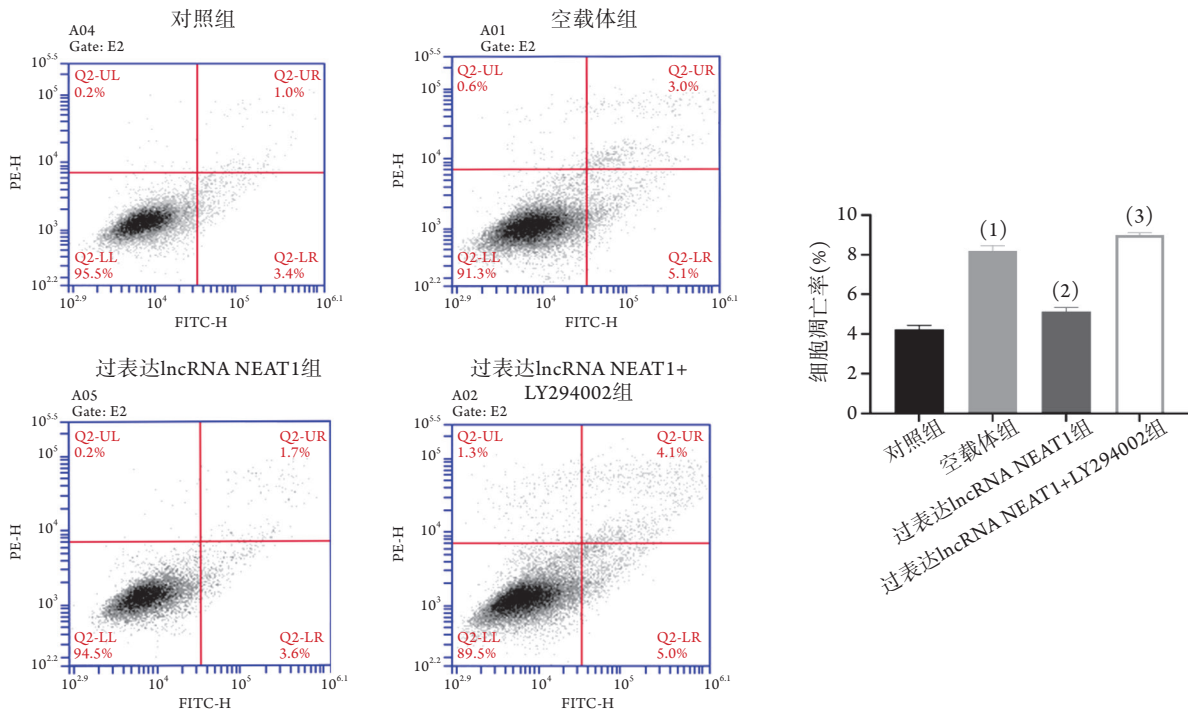 对照组
A04
Gate: E2
10^5.5
Q2-UL
0.2%
Q2-UR
1.0%
10^5
10^4
PE-H
10^3
Q2-LL
95.5%
Q2-LR
3.4%
10^2.2
10^2.9
10^4
10^5
10^6.1
FITC-H
空载体组
A01
Gate: E2
10^5.5
Q2-UL
0.6%
Q2-UR
3.0%
10^5
10^4
PE-H
10^3
Q2-LL
91.3%
Q2-LR
5.1%
10^2.2
10^2.9
10^4
10^5
10^6.1
FITC-H
过表达lncRNA NEAT1组
A05
Gate: E2
10^5.5
Q2-UL
0.2%
Q2-UR
1.7%
10^5
10^4
PE-H
10^3
Q2-LL
94.5%
Q2-LR
3.6%
10^2.2
10^2.9
10^4
10^5
10^6.1
FITC-H
过表达lncRNA NEAT1+
LY294002组
A02
Gate: E2
10^5.5
Q2-UL
1.3%
Q2-UR
4.1%
10^5
10^4
PE-H
10^3
Q2-LL
89.5%
Q2-LR
5.0%
10^2.2
10^2.9
10^4
10^5
10^6.1
FITC-H
细胞凋亡率(%)
10
8
6
4
2
0
(1)
(2)
(3)
对照组
空载体组
过表达lncRNA NEAT1组
过表达lncRNA NEAT1+LY294002组